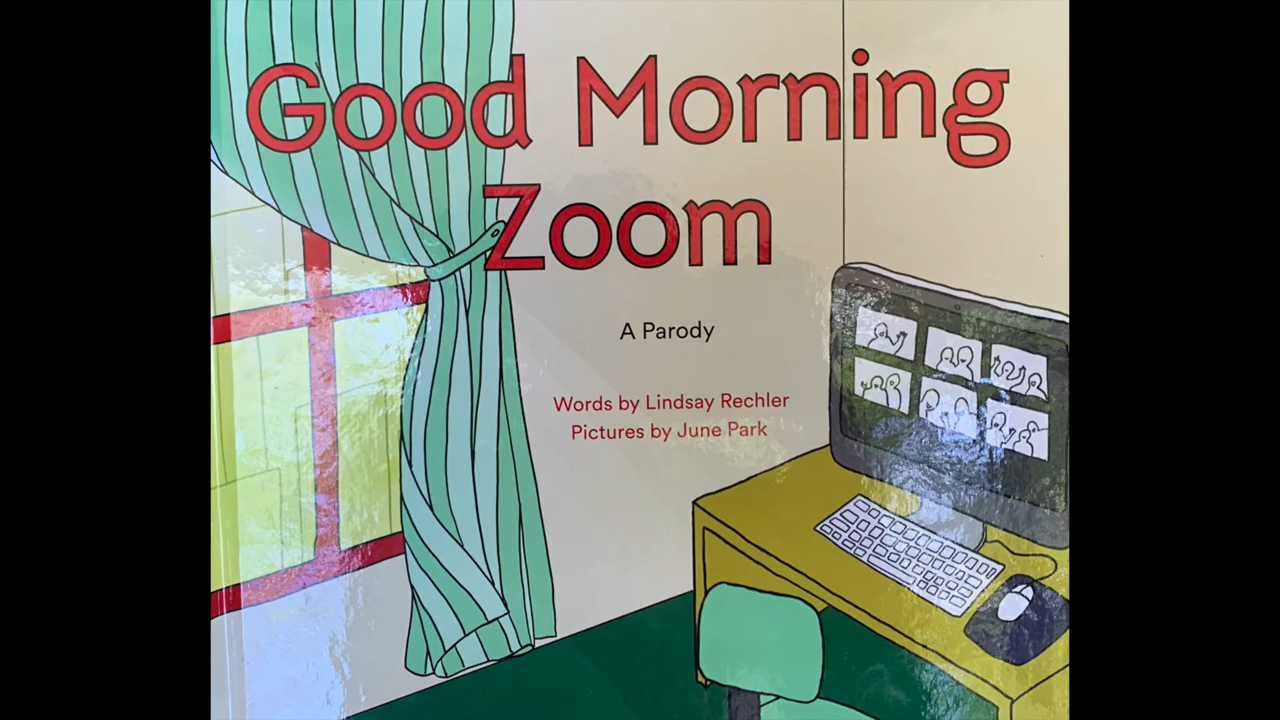 Good Morning
Zoom
A Parody
Words by Lindsay Rechler
Pictures by June Park